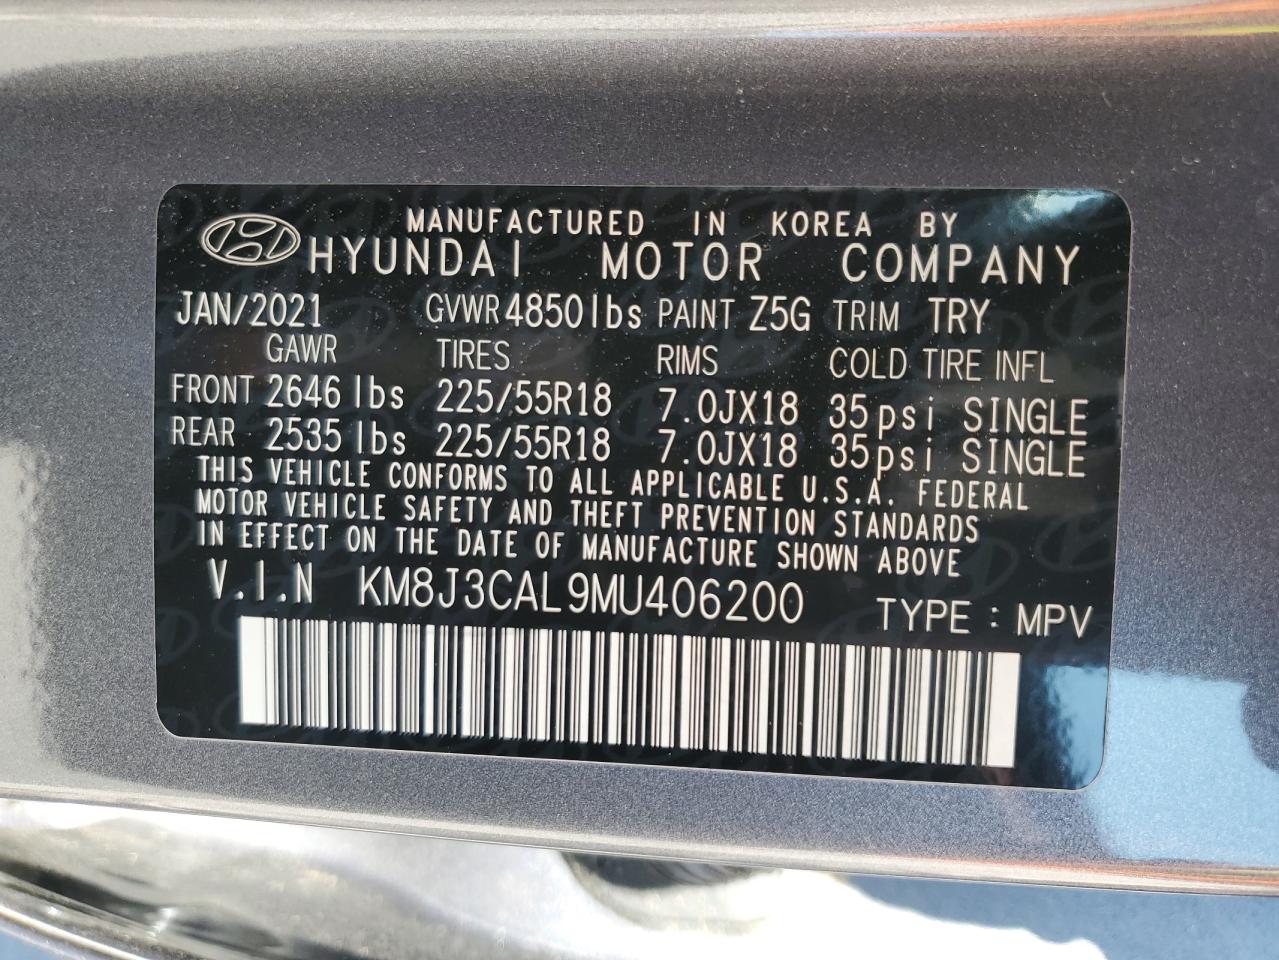 MANUFACTURED IN KOREA BY
HYUNDAI MOTOR COMPANY
JAN/2021 GVWR 4850lbs PAINT Z5G TRIM TRY
GAWR TIRES RIMS COLD TIRE INFL
FRONT 2646 lbs 225/55R18 7.0JX18 35psi SINGLE
REAR 2535 lbs 225/55R18 7.0JX18 35psi SINGLE
THIS VEHICLE CONFORMS TO ALL APPLICABLE U.S.A. FEDERAL
MOTOR VEHICLE SAFETY AND THEFT PREVENTION STANDARDS
IN EFFECT ON THE DATE OF MANUFACTURE SHOWN ABOVE
V.I.N KM8J3CAL9MU406200 TYPE : MPV